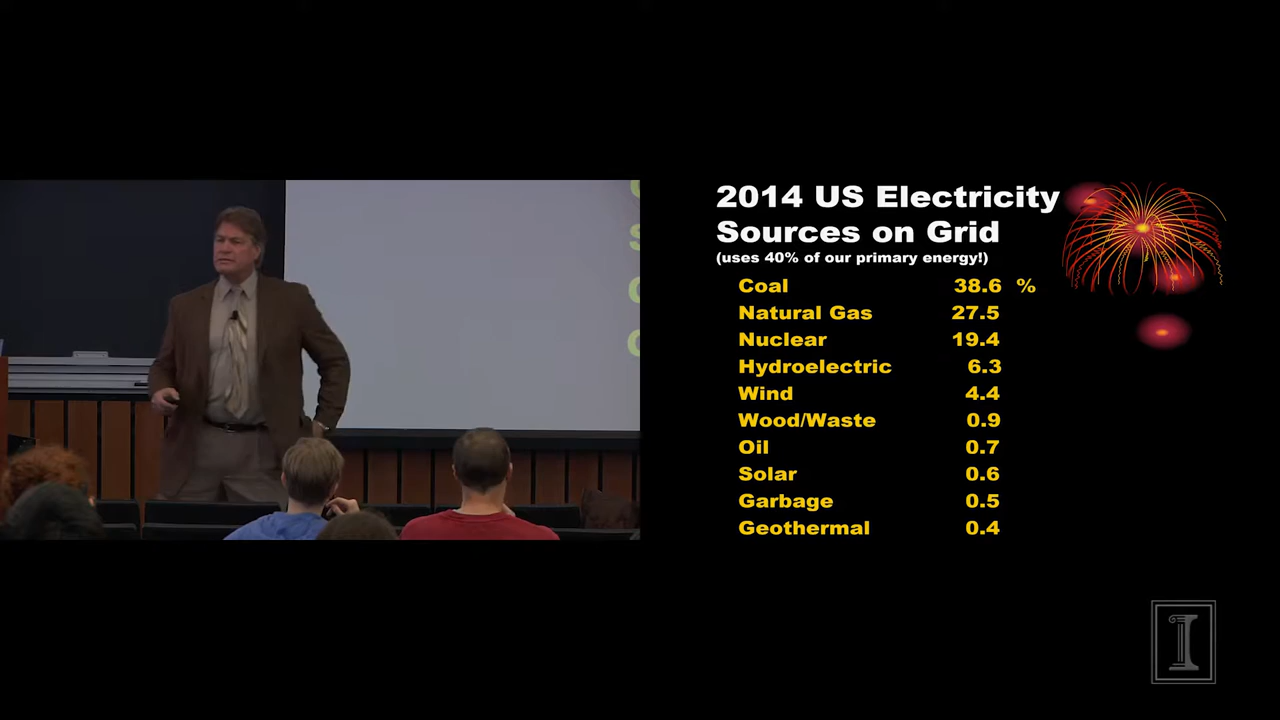 2014 US Electricity
Sources on Grid
(uses 40% of our primary energy!)
Coal 38.6 %
Natural Gas 27.5
Nuclear 19.4
Hydroelectric 6.3
Wind 4.4
Wood/Waste 0.9
Oil 0.7
Solar 0.6
Garbage 0.5
Geothermal 0.4
I